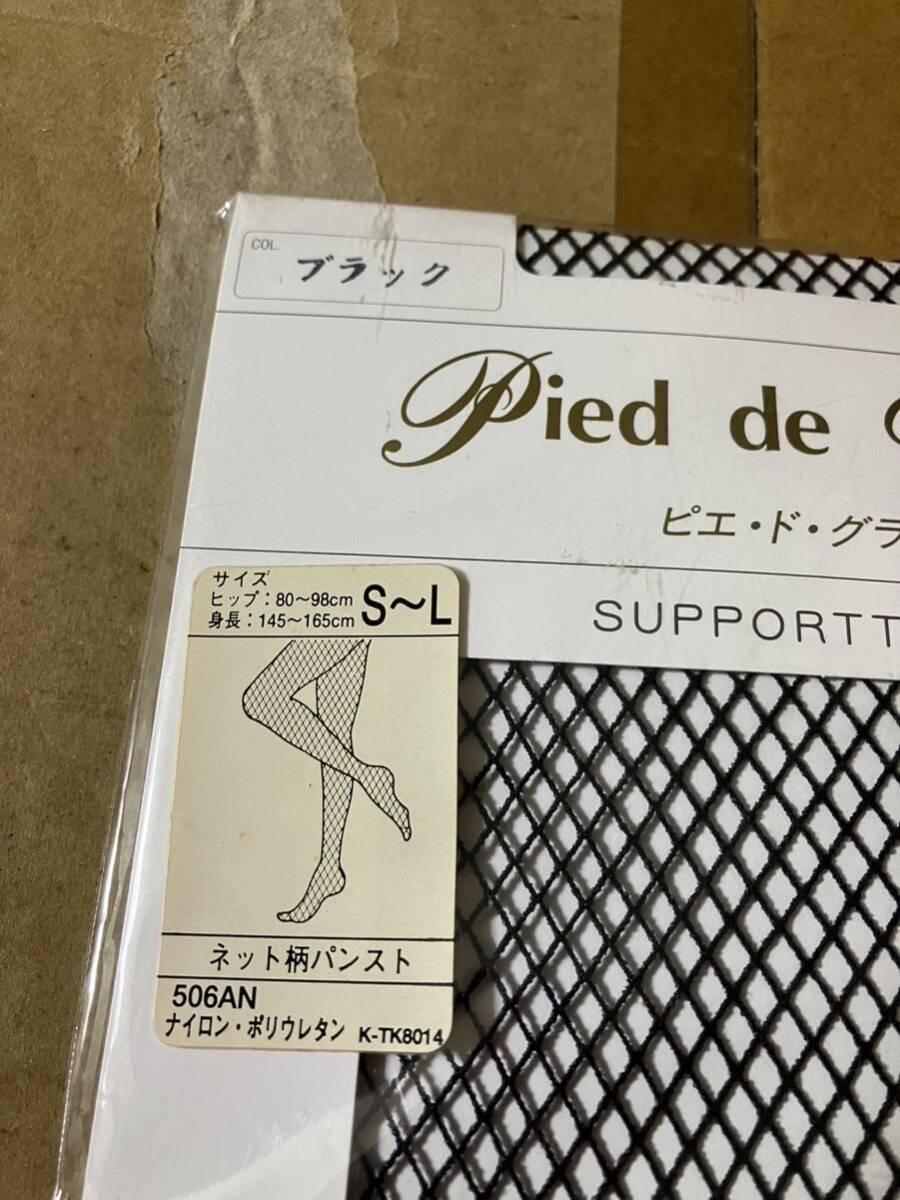 COL.
ブラック
Pied de
ピエ・ド・グラ
SUPPORTT
サイズ
ヒップ：80〜98cm
身長：145〜165cm
S〜L
ネット柄パンスト
506AN
ナイロン・ポリウレタン K-TK8014